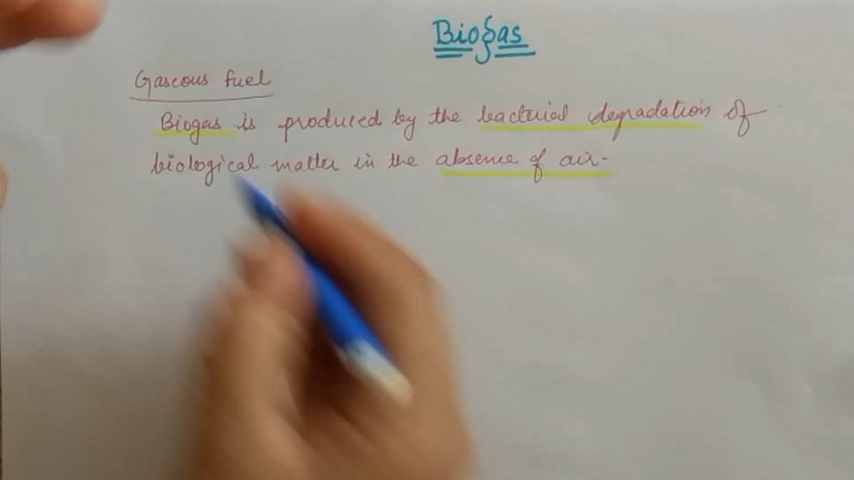 Biogas
Gaseous fuel
Biogas is produced by the bacterial degradation of
biological matter in the absence of air.